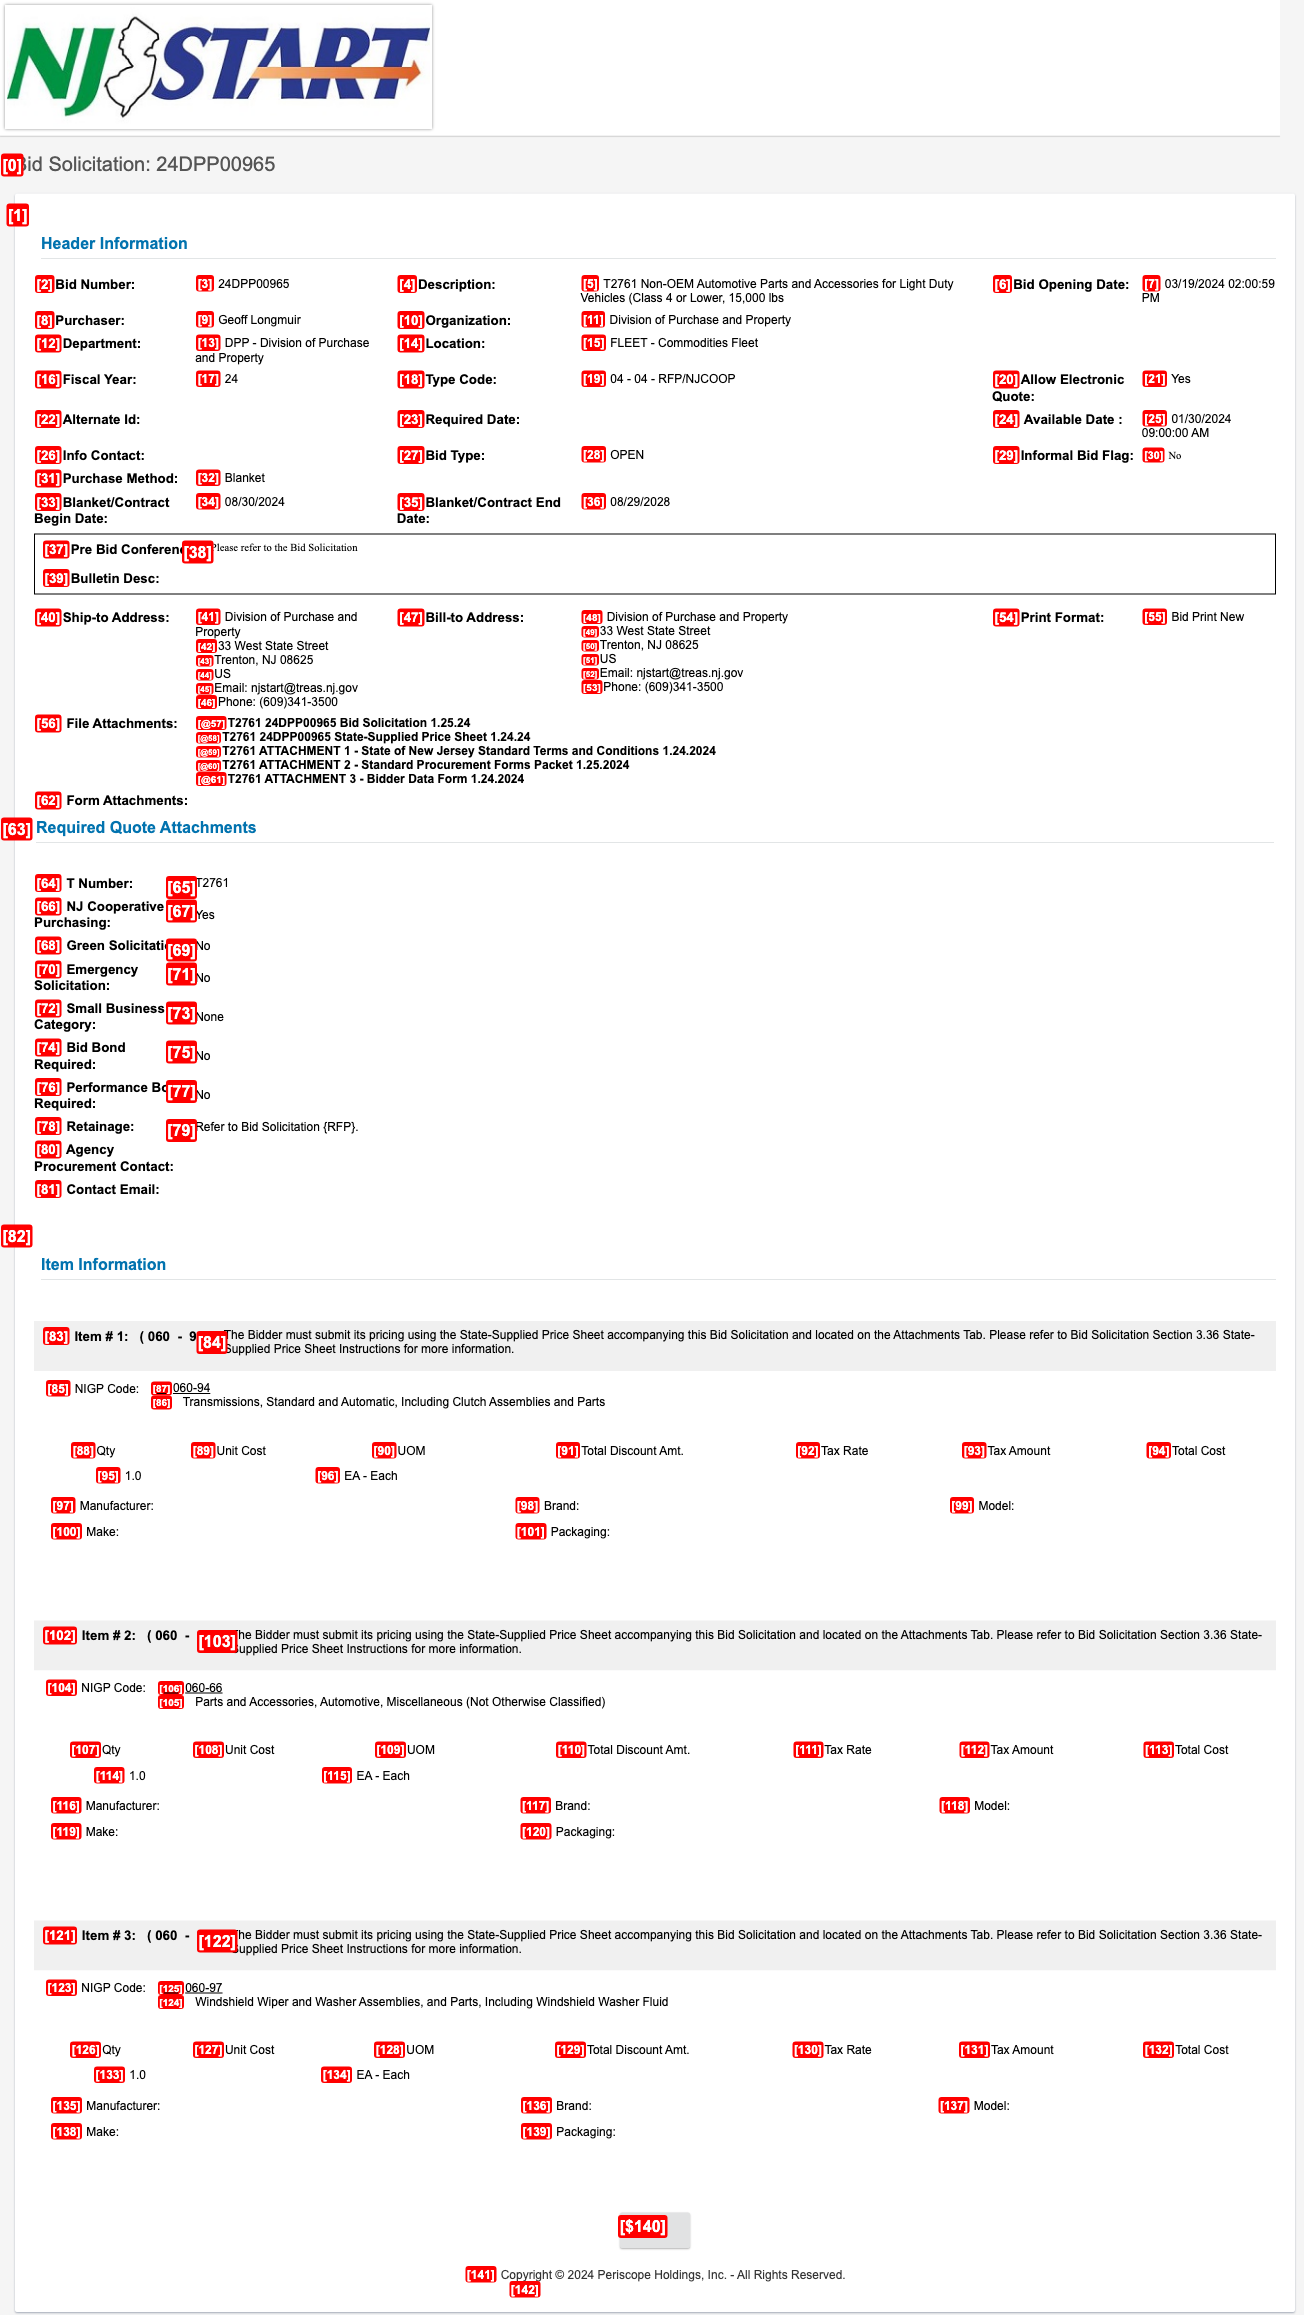 NJ START
[0] Bid Solicitation: 24DPP00965
[1]
Header Information
[2] Bid Number: [3] 24DPP00965 [4] Description: [5] T2761 Non-OEM Automotive Parts and Accessories for Light Duty Vehicles (Class 4 or Lower, 15,000 lbs [6] Bid Opening Date: [7] 03/19/2024 02:00:59 PM
[8] Purchaser: [9] Geoff Longmuir [10] Organization: [11] Division of Purchase and Property
[12] Department: [13] DPP - Division of Purchase and Property [14] Location: [15] FLEET - Commodities Fleet
[16] Fiscal Year: [17] 24 [18] Type Code: [19] 04 - 04 - RFP/NJCOOP [20] Allow Electronic Quote: [21] Yes
[22] Alternate Id: [23] Required Date: [24] Available Date : [25] 01/30/2024 09:00:00 AM
[26] Info Contact: [27] Bid Type: [28] OPEN [29] Informal Bid Flag: [30] No
[31] Purchase Method: [32] Blanket
[33] Blanket/Contract Begin Date: [34] 08/30/2024 [35] Blanket/Contract End Date: [36] 08/29/2028
[37] Pre Bid Conferenc [38] Please refer to the Bid Solicitation
[39] Bulletin Desc:
[40] Ship-to Address: [41] Division of Purchase and Property
[42] 33 West State Street
[43] Trenton, NJ 08625
[44] US
[45] Email: njstart@treas.nj.gov
[46] Phone: (609)341-3500
[47] Bill-to Address: [48] Division of Purchase and Property
[49] 33 West State Street
[50] Trenton, NJ 08625
[51] US
[52] Email: njstart@treas.nj.gov
[53] Phone: (609)341-3500
[54] Print Format: [55] Bid Print New
[56] File Attachments: [@57] T2761 24DPP00965 Bid Solicitation 1.25.24
[@58] T2761 24DPP00965 State-Supplied Price Sheet 1.24.24
[@59] T2761 ATTACHMENT 1 - State of New Jersey Standard Terms and Conditions 1.24.2024
[@60] T2761 ATTACHMENT 2 - Standard Procurement Forms Packet 1.25.2024
[@61] T2761 ATTACHMENT 3 - Bidder Data Form 1.24.2024
[62] Form Attachments:
[63] Required Quote Attachments
[64] T Number: [65] T2761
[66] NJ Cooperative Purchasing: [67] Yes
[68] Green Solicitati [69] No
[70] Emergency Solicitation: [71] No
[72] Small Business Category: [73] None
[74] Bid Bond Required: [75] No
[76] Performance Bo Required: [77] No
[78] Retainage: [79] Refer to Bid Solicitation {RFP}.
[80] Agency Procurement Contact:
[81] Contact Email:
[82]
Item Information
[83] Item # 1: ( 060 - 9 [84] The Bidder must submit its pricing using the State-Supplied Price Sheet accompanying this Bid Solicitation and located on the Attachments Tab. Please refer to Bid Solicitation Section 3.36 State-
Supplied Price Sheet Instructions for more information.
[85] NIGP Code: [87] 060-94
[86] Transmissions, Standard and Automatic, Including Clutch Assemblies and Parts
[88] Qty [89] Unit Cost [90] UOM [91] Total Discount Amt. [92] Tax Rate [93] Tax Amount [94] Total Cost
[95] 1.0 [96] EA - Each
[97] Manufacturer: [98] Brand: [99] Model:
[100] Make: [101] Packaging:
[102] Item # 2: ( 060 - [103] The Bidder must submit its pricing using the State-Supplied Price Sheet accompanying this Bid Solicitation and located on the Attachments Tab. Please refer to Bid Solicitation Section 3.36 State-
Supplied Price Sheet Instructions for more information.
[104] NIGP Code: [106] 060-66
[105] Parts and Accessories, Automotive, Miscellaneous (Not Otherwise Classified)
[107] Qty [108] Unit Cost [109] UOM [110] Total Discount Amt. [111] Tax Rate [112] Tax Amount [113] Total Cost
[114] 1.0 [115] EA - Each
[116] Manufacturer: [117] Brand: [118] Model:
[119] Make: [120] Packaging:
[121] Item # 3: ( 060 - [122] The Bidder must submit its pricing using the State-Supplied Price Sheet accompanying this Bid Solicitation and located on the Attachments Tab. Please refer to Bid Solicitation Section 3.36 State-
Supplied Price Sheet Instructions for more information.
[123] NIGP Code: [125] 060-97
[124] Windshield Wiper and Washer Assemblies, and Parts, Including Windshield Washer Fluid
[126] Qty [127] Unit Cost [128] UOM [129] Total Discount Amt. [130] Tax Rate [131] Tax Amount [132] Total Cost
[133] 1.0 [134] EA - Each
[135] Manufacturer: [136] Brand: [137] Model:
[138] Make: [139] Packaging:
[$140]
[141] Copyright © 2024 Periscope Holdings, Inc. - All Rights Reserved.
[142]